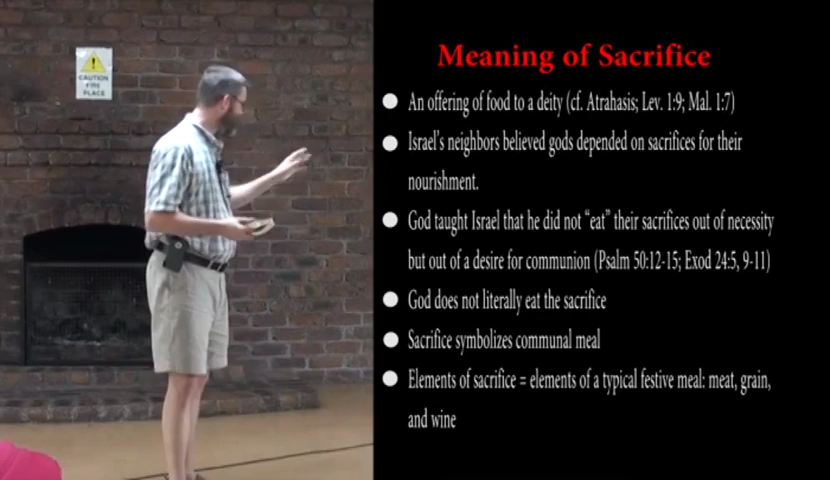 CAUTION
FIRE
PLACE
Meaning of Sacrifice
An offering of food to a deity (cf. Atrahasis; Lev. 1:9; Mal. 1:7)
Israel's neighbors believed gods depended on sacrifices for their
nourishment.
God taught Israel that he did not “eat” their sacrifices out of necessity
but out of a desire for communion (Psalm 50:12-15; Exod 24:5, 9-11)
God does not literally eat the sacrifice
Sacrifice symbolizes communal meal
Elements of sacrifice = elements of a typical festive meal: meat, grain,
and wine